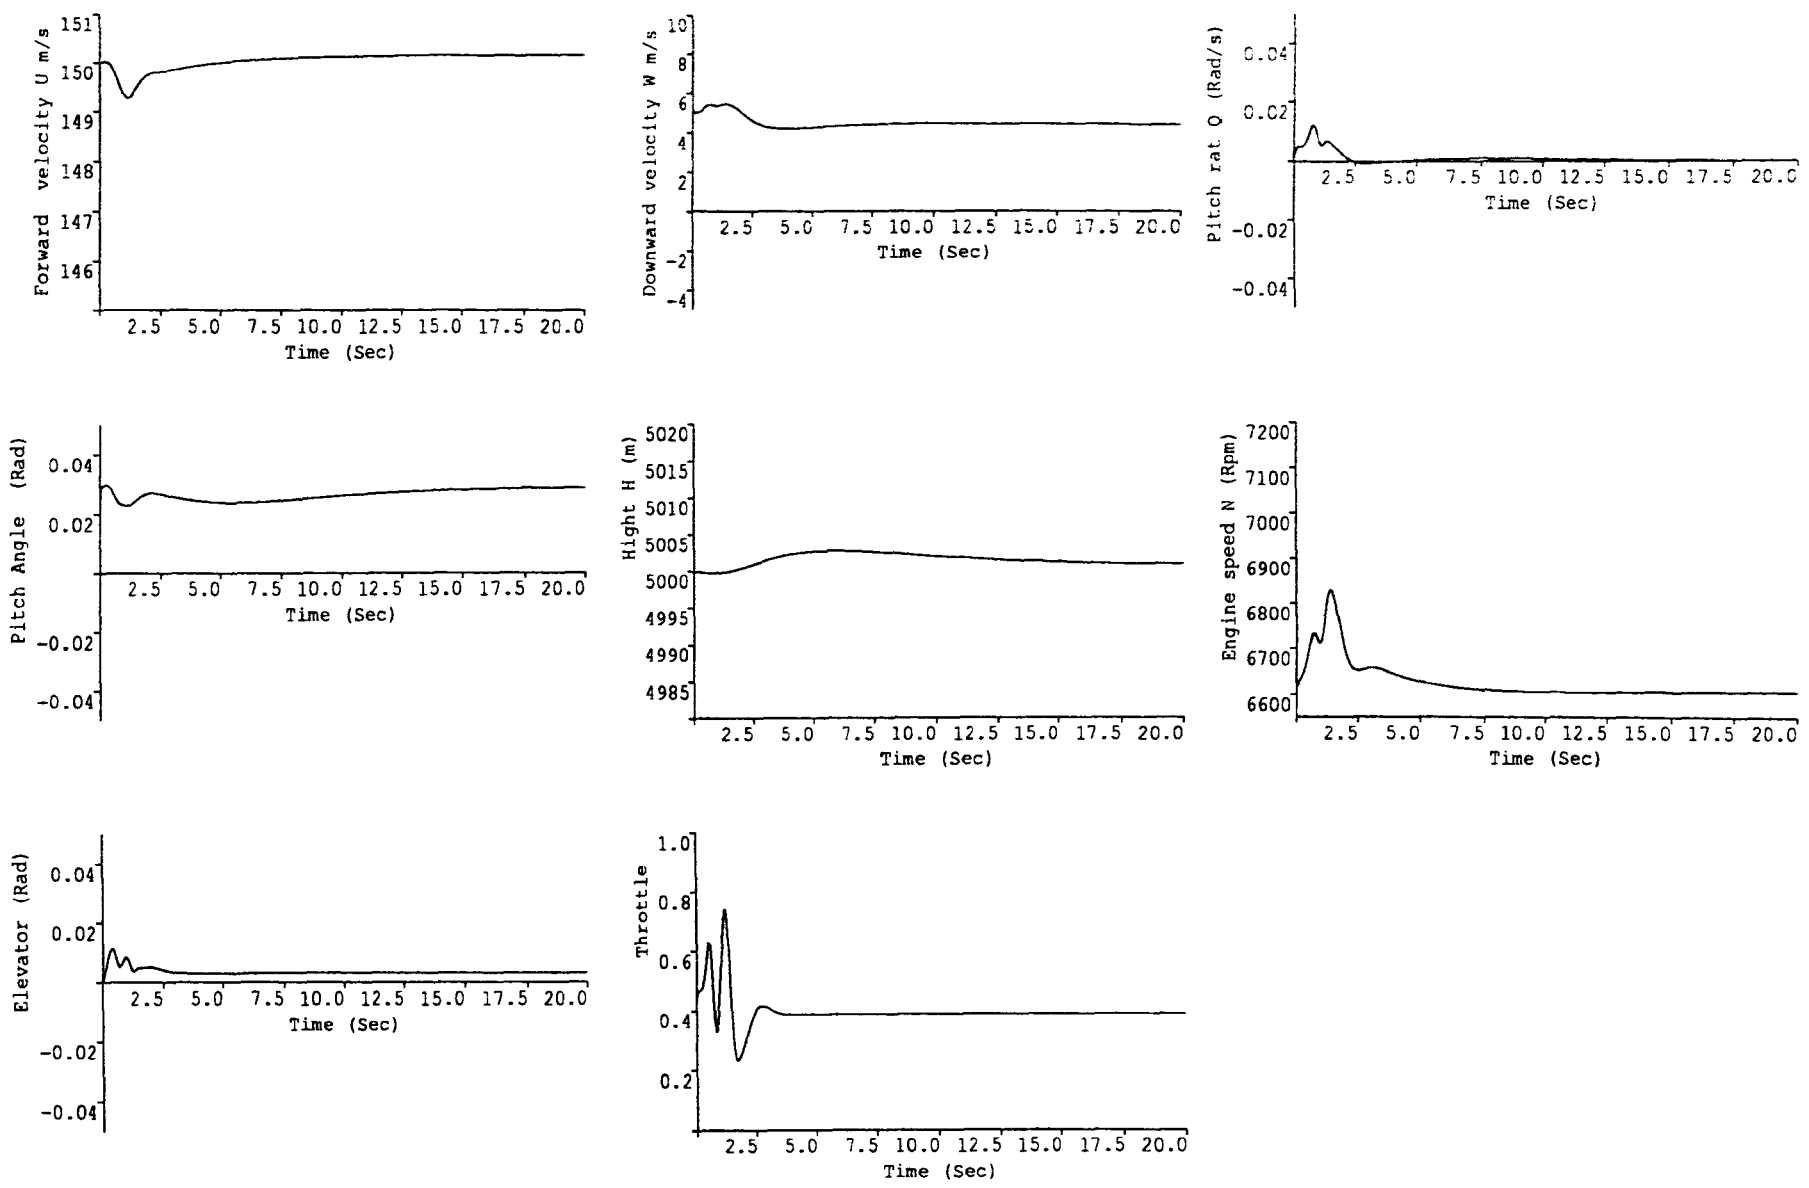 Forward velocity U m/s
151
150
149
148
147
146
2.5 5.0 7.5 10.0 12.5 15.0 17.5 20.0
Time (Sec)
Downward velocity W m/s
10
8
6
4
2
-2
-4
2.5 5.0 7.5 10.0 12.5 15.0 17.5 20.0
Time (Sec)
Pitch rat Q (Rad/s)
0.04
0.02
-0.02
-0.04
2.5 5.0 7.5 10.0 12.5 15.0 17.5 20.0
Time (Sec)
Pitch Angle (Rad)
0.04
0.02
-0.02
-0.04
2.5 5.0 7.5 10.0 12.5 15.0 17.5 20.0
Time (Sec)
Hight H (m)
5020
5015
5010
5005
5000
4995
4990
4985
2.5 5.0 7.5 10.0 12.5 15.0 17.5 20.0
Time (Sec)
Engine speed N (Rpm)
7200
7100
7000
6900
6800
6700
6600
2.5 5.0 7.5 10.0 12.5 15.0 17.5 20.0
Time (Sec)
Elevator (Rad)
0.04
0.02
-0.02
-0.04
2.5 5.0 7.5 10.0 12.5 15.0 17.5 20.0
Time (Sec)
Throttle
1.0
0.8
0.6
0.4
0.2
2.5 5.0 7.5 10.0 12.5 15.0 17.5 20.0
Time (Sec)